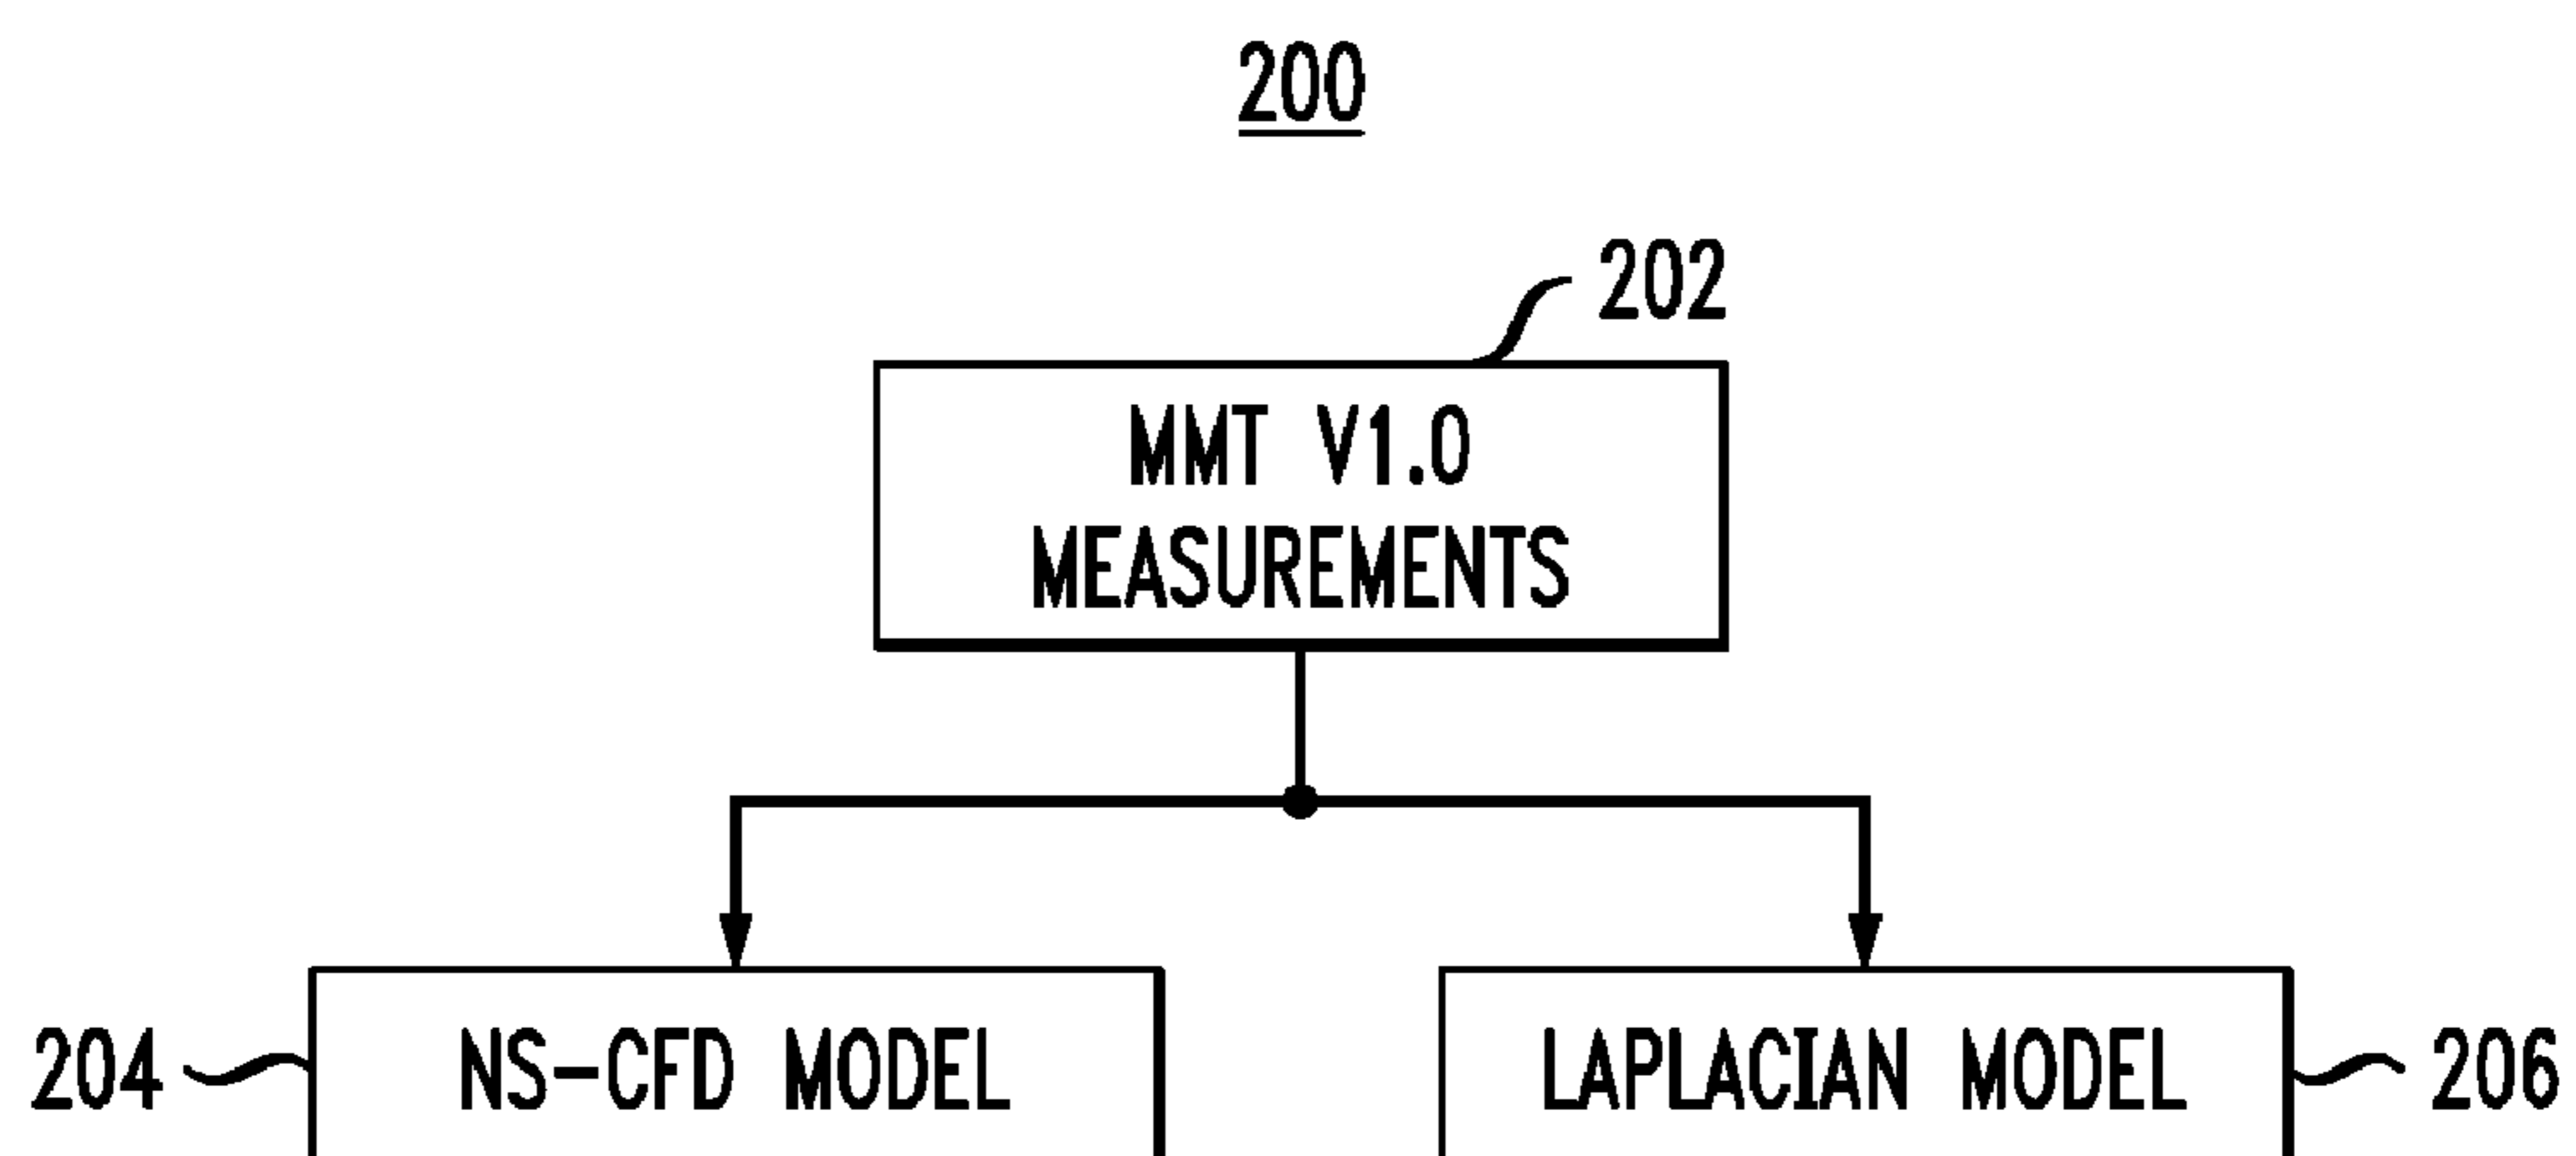 200
202
MMT V1.0
MEASUREMENTS
204
NS-CFD MODEL
LAPLACIAN MODEL
206